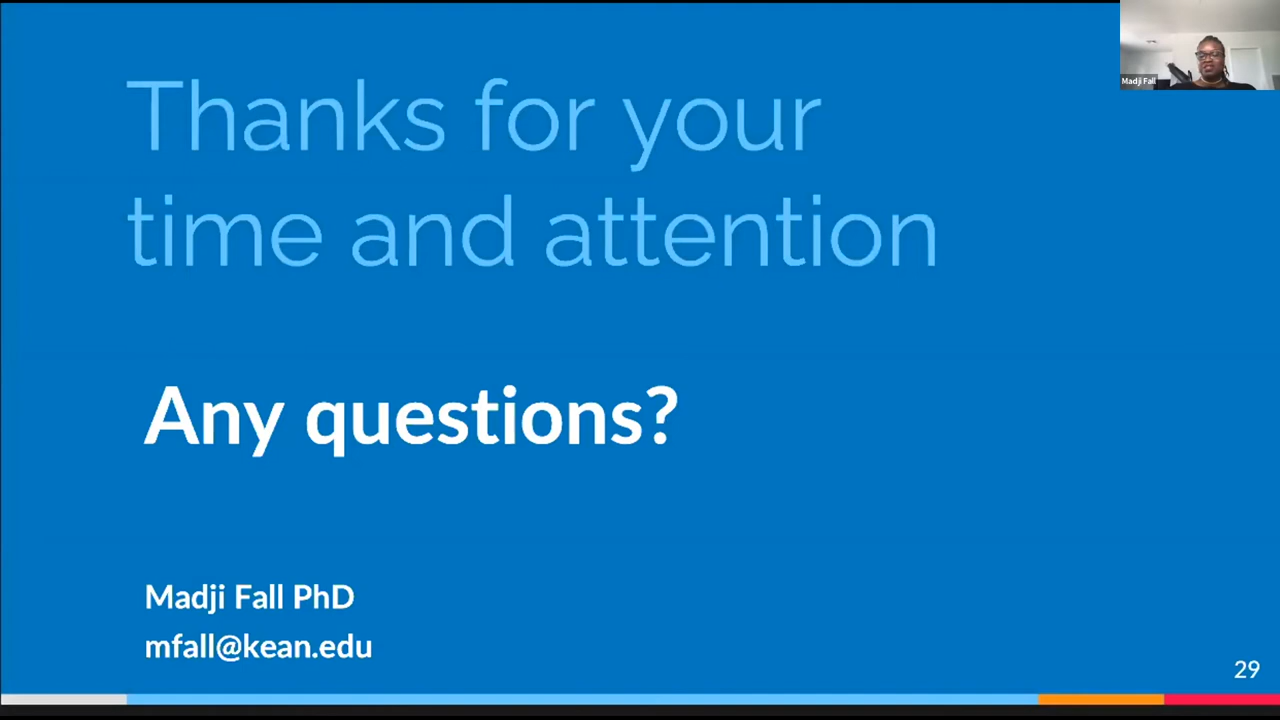 Thanks for your
time and attention
Any questions?
Madji Fall PhD
mfall@kean.edu
29
Madji Fall